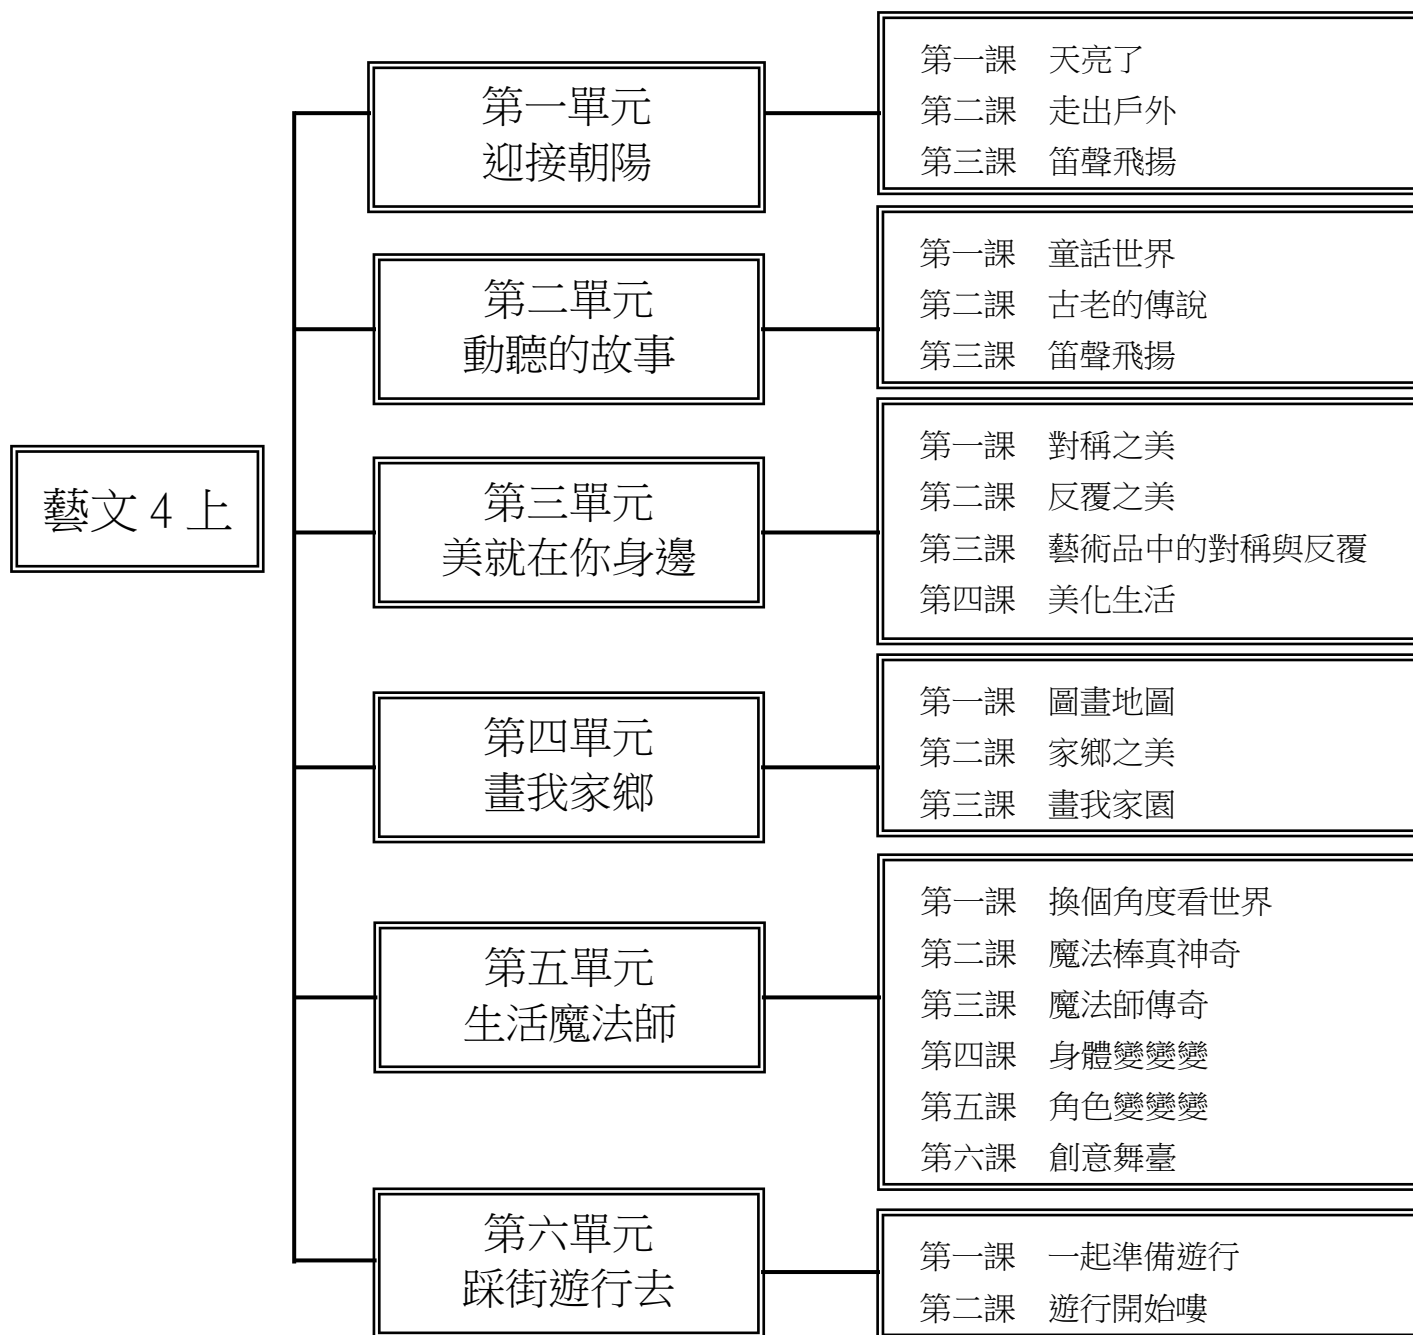 藝文 4 上
第一單元
迎接朝陽
第一課 天亮了
第二課 走出戶外
第三課 笛聲飛揚
第二單元
動聽的故事
第一課 童話世界
第二課 古老的傳說
第三課 笛聲飛揚
第三單元
美就在你身邊
第一課 對稱之美
第二課 反覆之美
第三課 藝術品中的對稱與反覆
第四課 美化生活
第四單元
畫我家鄉
第一課 圖畫地圖
第二課 家鄉之美
第三課 畫我家園
第五單元
生活魔法師
第一課 換個角度看世界
第二課 魔法棒真神奇
第三課 魔法師傳奇
第四課 身體變變變
第五課 角色變變變
第六課 創意舞臺
第六單元
踩街遊行去
第一課 一起準備遊行
第二課 遊行開始嘍